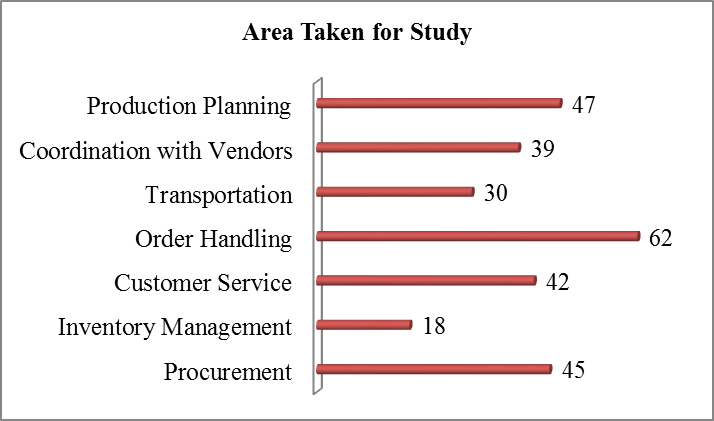 Area Taken for Study
Production Planning 47
Coordination with Vendors 39
Transportation 30
Order Handling 62
Customer Service 42
Inventory Management 18
Procurement 45